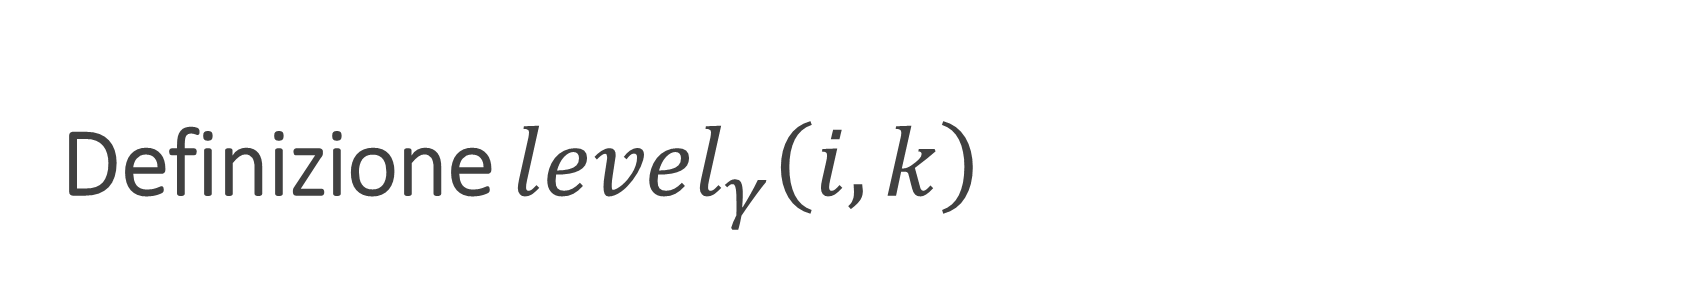 Definizione level_γ(i, k)